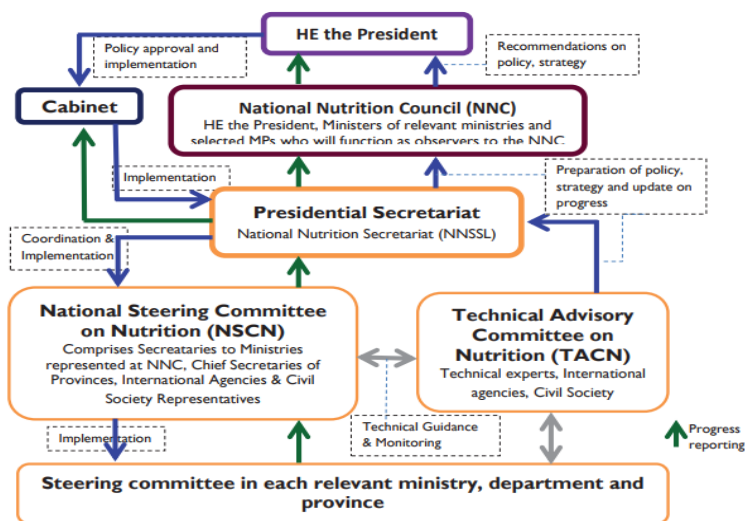 HE the President
Policy approval and
implementation
Recommendations on
policy, strategy
Cabinet
National Nutrition Council (NNC)
HE the President, Ministers of relevant ministries and
selected MPs who will function as observers to the NNC
Implementation
Preparation of policy,
strategy and update on
progress
Presidential Secretariat
National Nutrition Secretariat (NNSSL)
Coordination &
Implementation
National Steering Committee
on Nutrition (NSCN)
Comprises Secreataries to Ministries
represented at NNC, Chief Secretaries of
Provinces, International Agencies & Civil
Society Representatives
Technical Advisory
Committee on
Nutrition (TACN)
Technical experts, International
agencies, Civil Society
Implementation
Technical Guidance
& Monitoring
Progress
reporting
Steering committee in each relevant ministry, department and
province